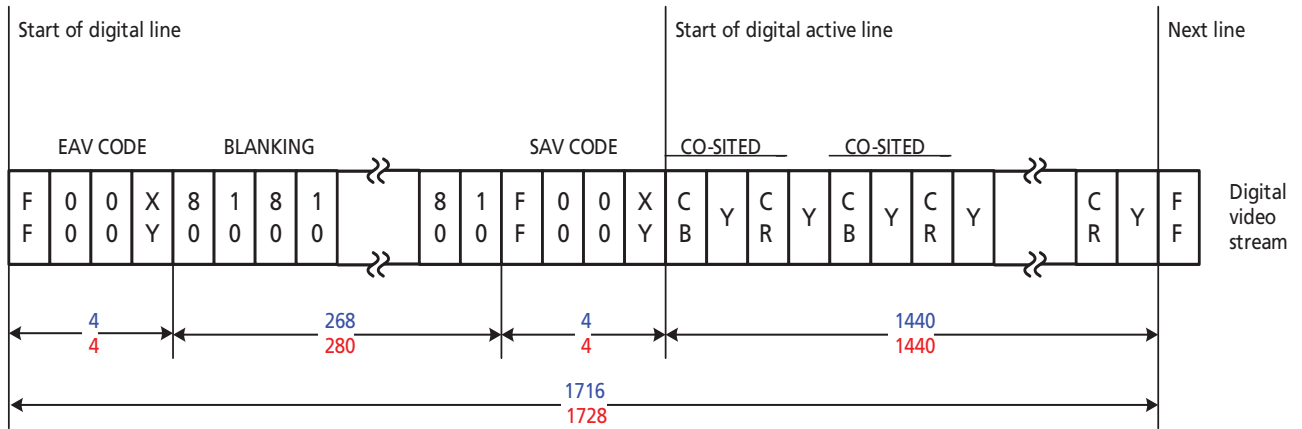 Start of digital line Start of digital active line Next line
EAV CODE BLANKING SAV CODE CO-SITED CO-SITED
F 0 0 X 8 1 8 1 8 1 F 0 0 X C Y C Y C Y C Y C Y F
F 0 0 Y 0 0 0 0 0 0 F 0 0 Y B R B R R F
Digital
video
stream
4 268 4 1440
4 280 4 1440
1716
1728